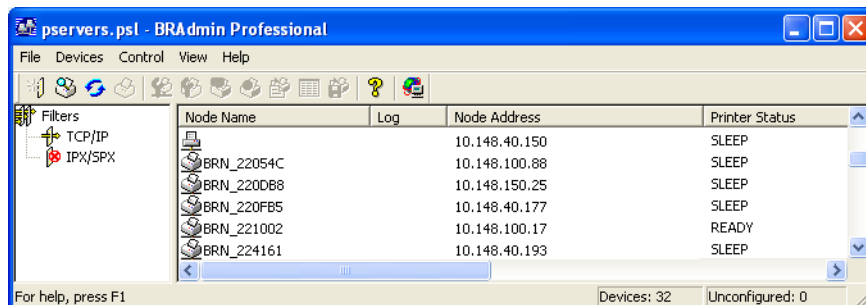 pservers.psl - BRAdmin Professional
File Devices Control View Help
Filters
TCP/IP
IPX/SPX
Node Name Log Node Address Printer Status
10.148.40.150 SLEEP
BRN_22054C 10.148.100.88 SLEEP
BRN_220DB8 10.148.150.25 SLEEP
BRN_220FB5 10.148.40.177 SLEEP
BRN_221002 10.148.100.17 READY
BRN_224161 10.148.40.193 SLEEP
For help, press F1 Devices: 32 Unconfigured: 0